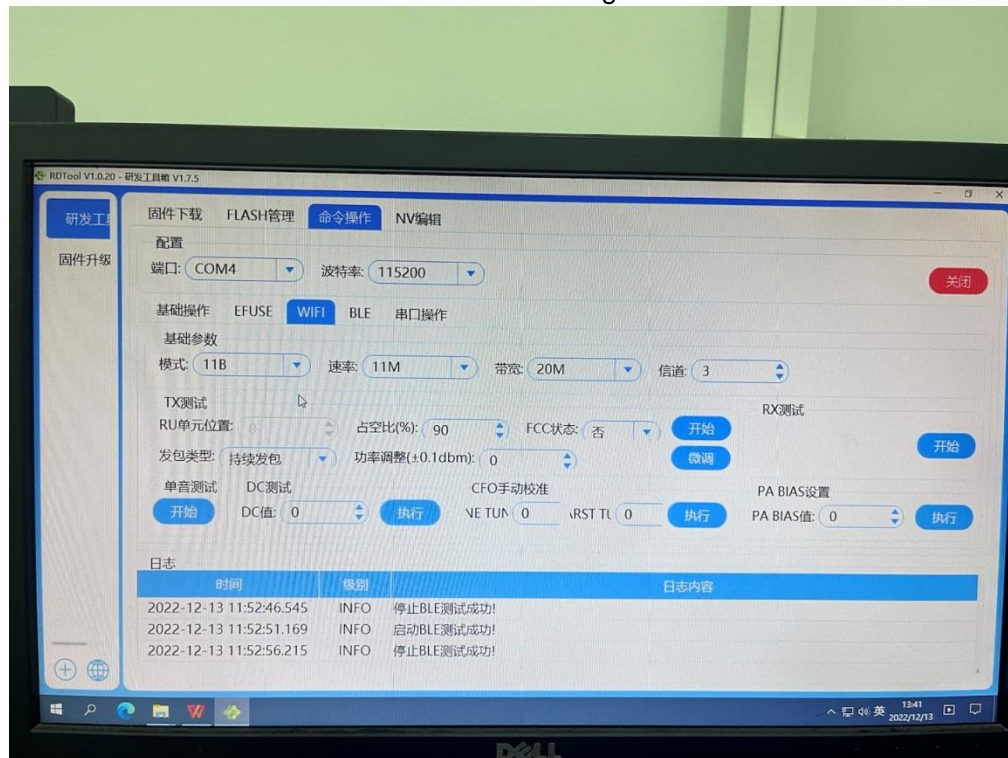 RDTool V1.0.20 - 研发工具箱 V1.7.5
研发工具
固件升级
固件下载 FLASH管理 命令操作 NV编辑
配置
端口: COM4 波特率: 115200 关闭
基础操作 EFUSE WIFI BLE 串口操作
基础参数
模式: 11B 速率: 11M 带宽: 20M 信道: 3
TX测试 RX测试
RU单元位置: 0 占空比(%): 90 FCC状态: 否 开始 开始
发包类型: 持续发包 功率调整(±0.1dbm): 0 微调
单音测试 DC测试 CFO手动校准 PA BIAS设置
开始 DC值: 0 执行 NE TUN 0 ARST TU 0 执行 PA BIAS值: 0 执行
日志
时间 级别 日志内容
2022-12-13 11:52:46.545 INFO 停止BLE测试成功!
2022-12-13 11:52:51.169 INFO 启动BLE测试成功!
2022-12-13 11:52:56.215 INFO 停止BLE测试成功!
英 13:41
2022/12/13
DELL